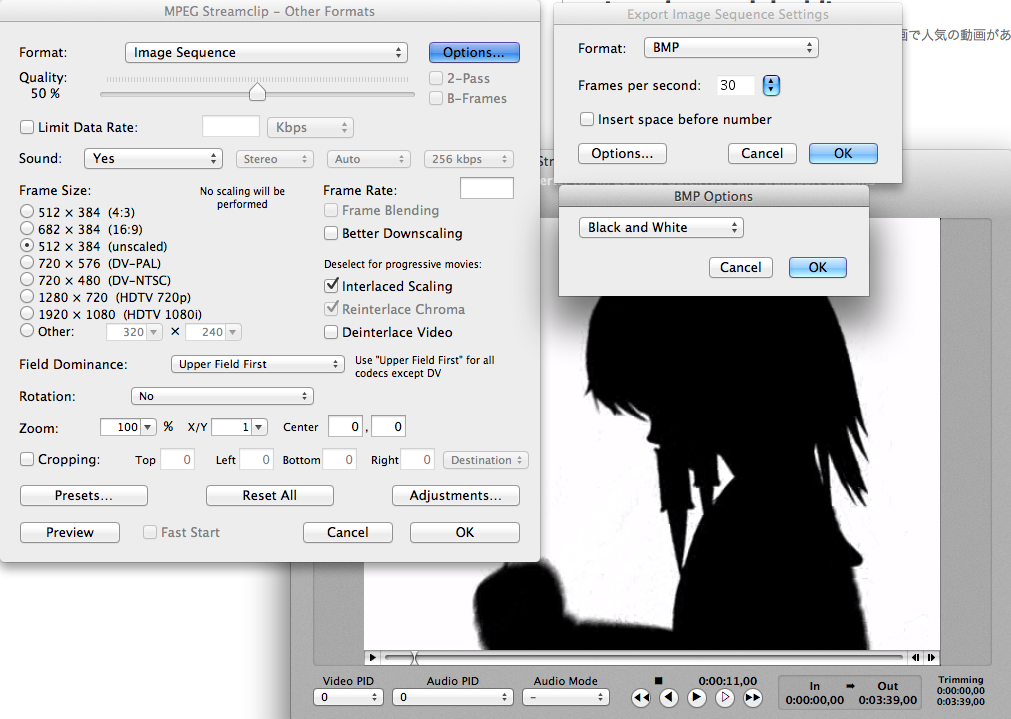 MPEG Streamclip - Other Formats
Format: Image Sequence Options...
Quality:
50 %
2-Pass
B-Frames
Limit Data Rate: Kbps
Sound: Yes Stereo Auto 256 kbps
Frame Size:
No scaling will be
performed
512 × 384 (4:3)
682 × 384 (16:9)
512 × 384 (unscaled)
720 × 576 (DV-PAL)
720 × 480 (DV-NTSC)
1280 × 720 (HDTV 720p)
1920 × 1080 (HDTV 1080i)
Other: 320 × 240
Frame Rate:
Frame Blending
Better Downscaling
Deselect for progressive movies:
Interlaced Scaling
Reinterlace Chroma
Deinterlace Video
Field Dominance: Upper Field First
Use "Upper Field First" for all
codecs except DV
Rotation: No
Zoom: 100 % X/Y 1 Center 0 , 0
Cropping: Top 0 Left 0 Bottom 0 Right 0 Destination
Presets... Reset All Adjustments...
Preview Fast Start Cancel OK
Export Image Sequence Settings
Format: BMP
Frames per second: 30
Insert space before number
Options... Cancel OK
画で人気の動画があ
BMP Options
Black and White
Cancel OK
Video PID Audio PID Audio Mode
0 0 –
0:00:11,00
In Out
0:00:00,00 0:03:39,00
Trimming
0:00:00,00
0:03:39,00